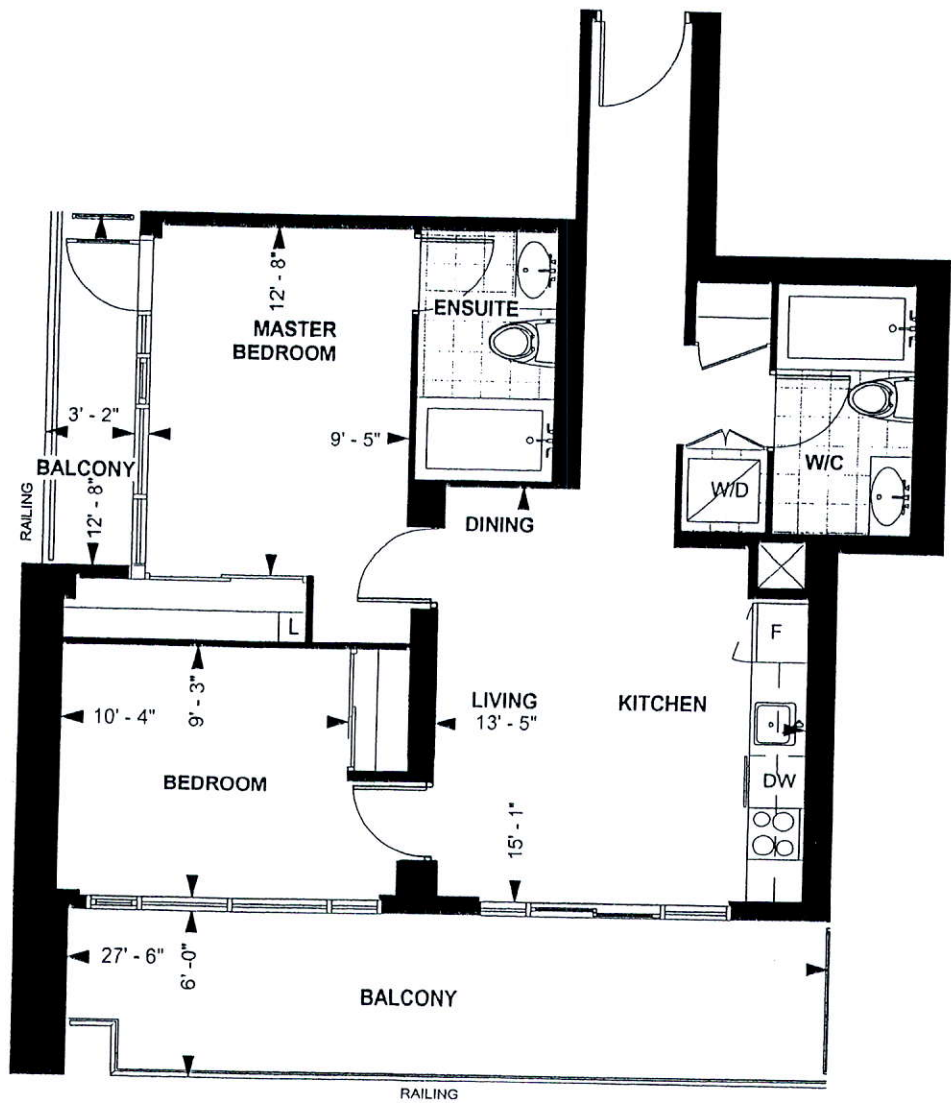 12' - 8"
ENSUITE
MASTER
BEDROOM
3' - 2"
9' - 5"
BALCONY
W/C
W/D
RAILING
12' - 8"
DINING
L
F
9' - 3"
LIVING
KITCHEN
10' - 4"
13' - 5"
BEDROOM
DW
15' - 1"
27' - 6"
6' -0"
BALCONY
RAILING